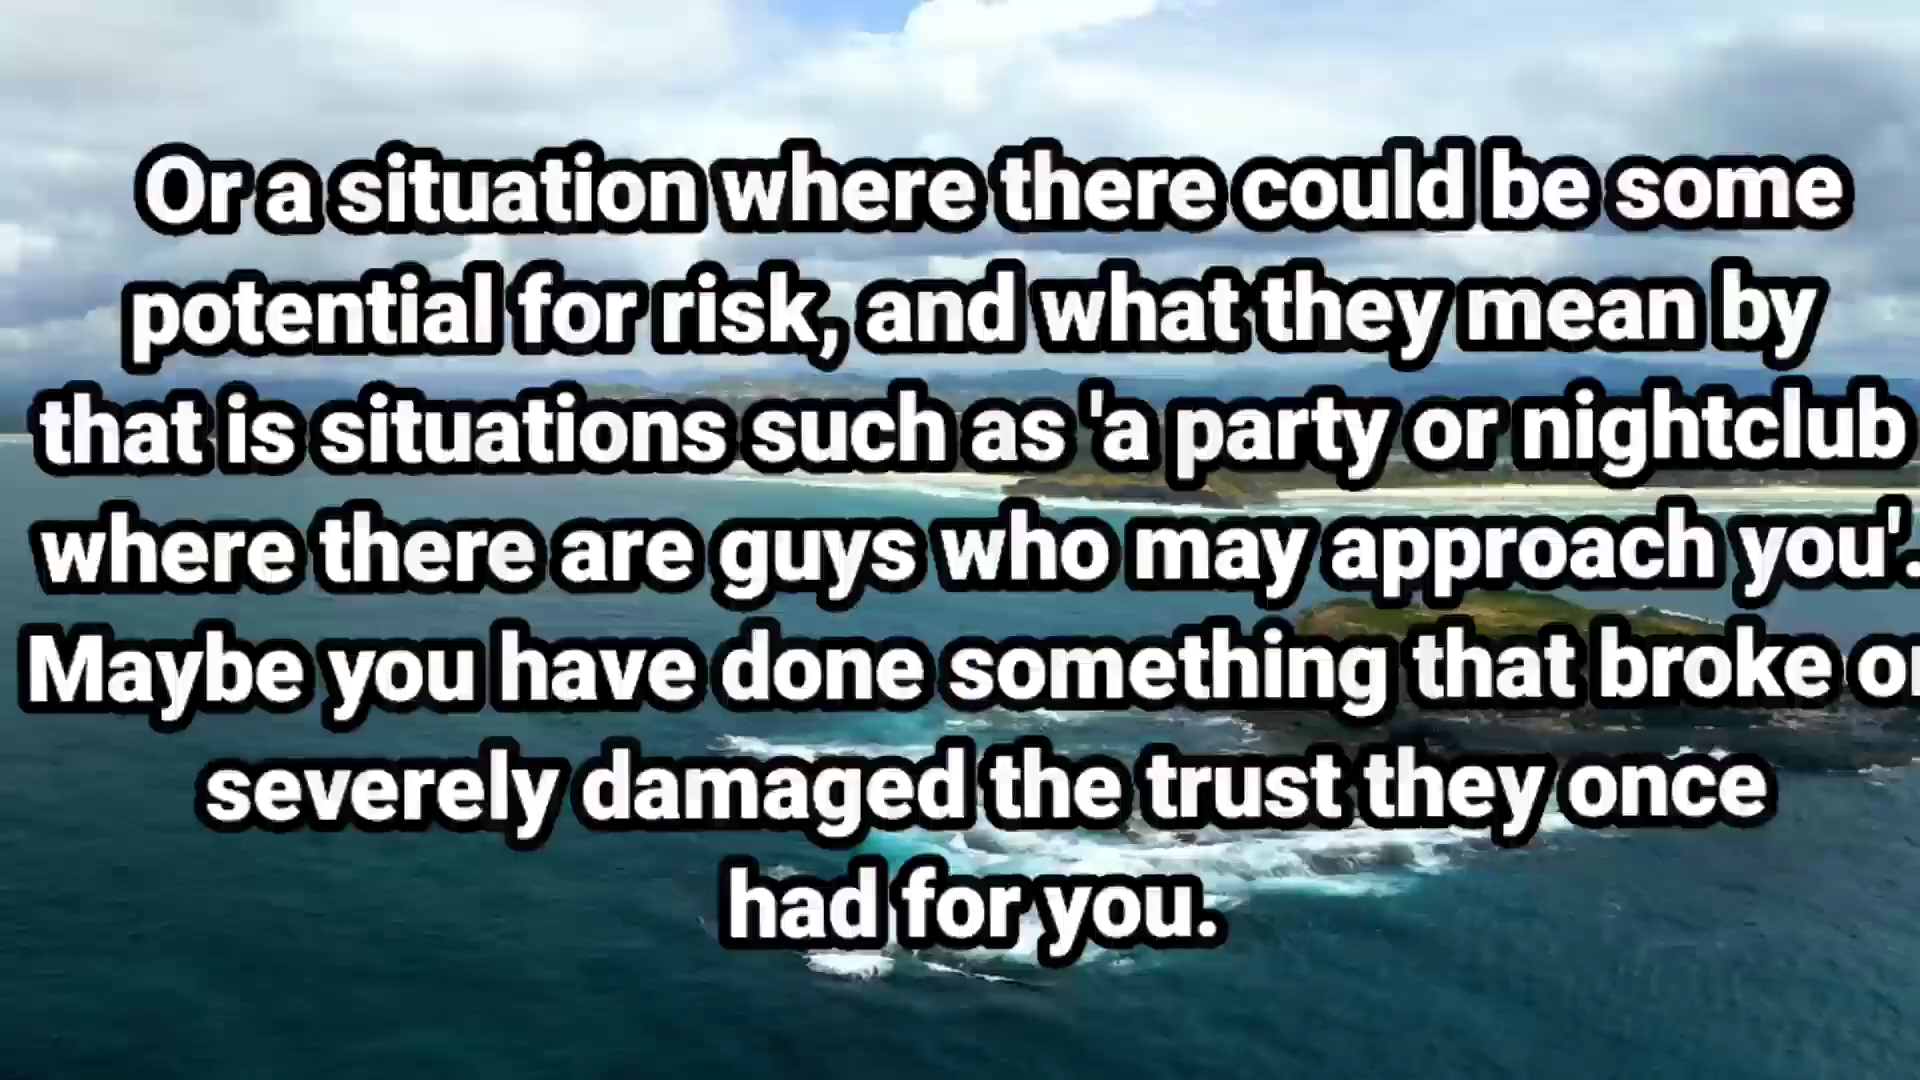 Or a situation where there could be some
potential for risk, and what they mean by
that is situations such as 'a party or nightclub
where there are guys who may approach you'.
Maybe you have done something that broke or
severely damaged the trust they once
had for you.